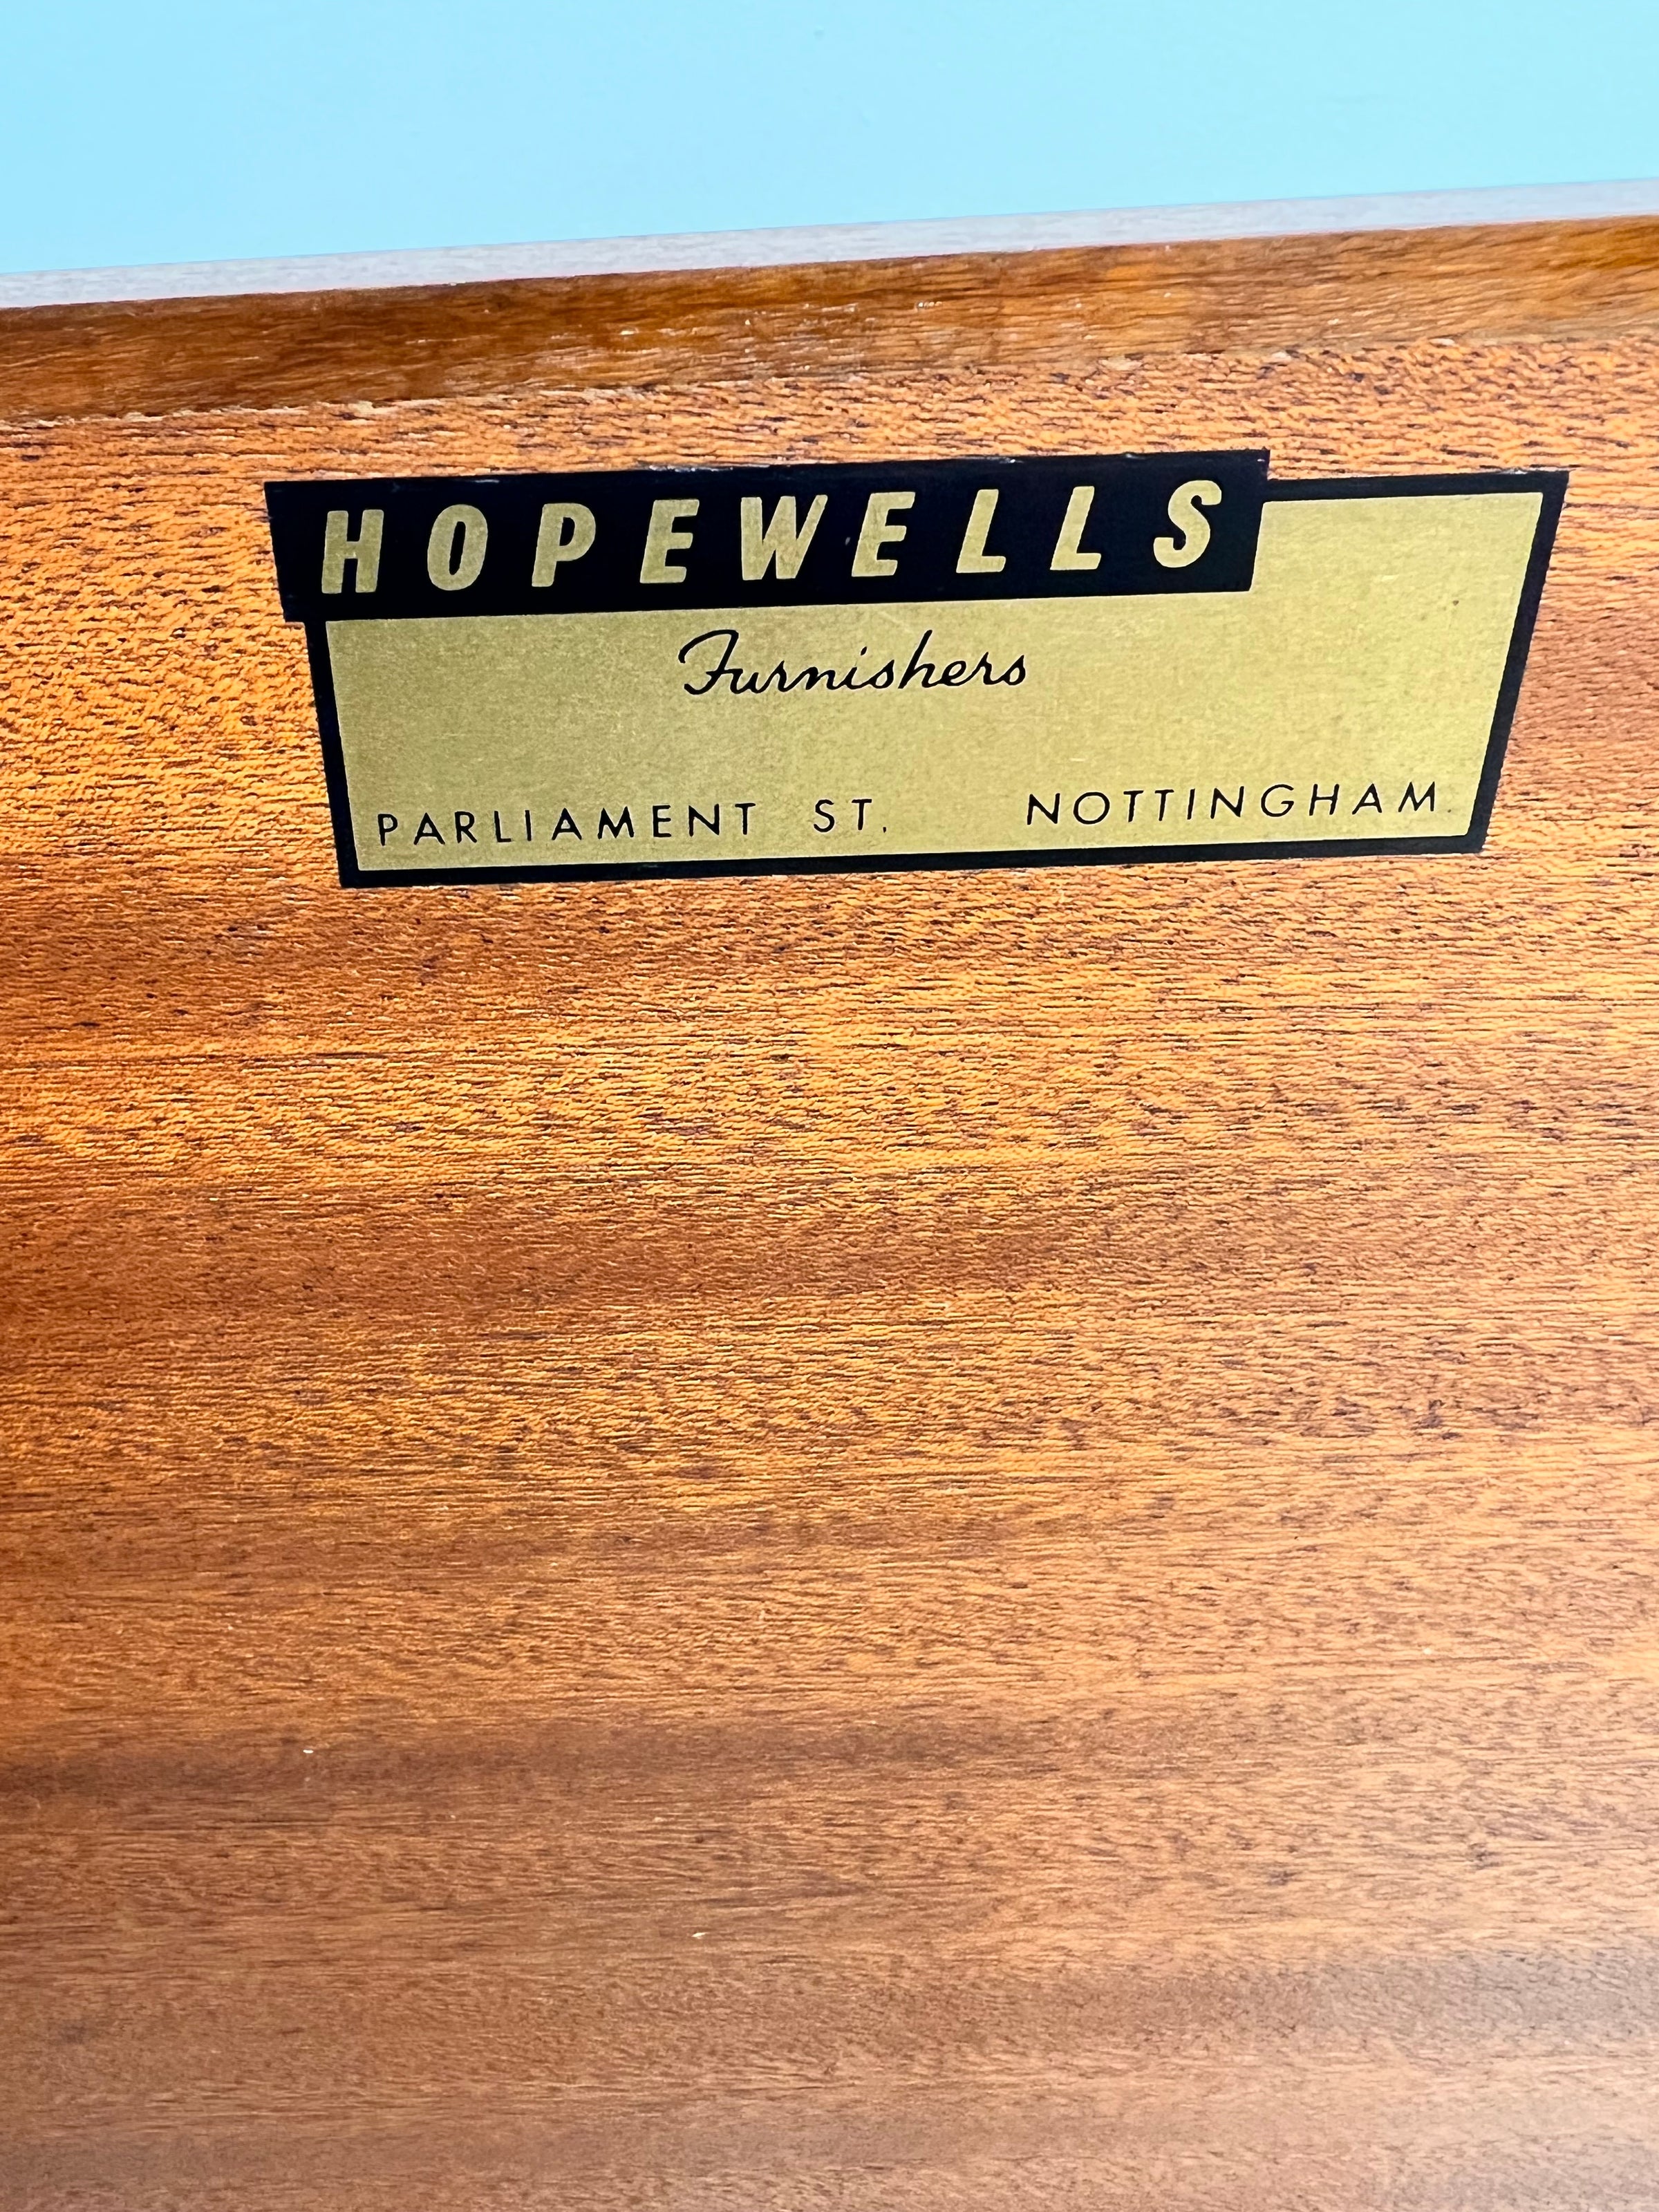 HOPEWELLS
Furnishers
PARLIAMENT ST. NOTTINGHAM.